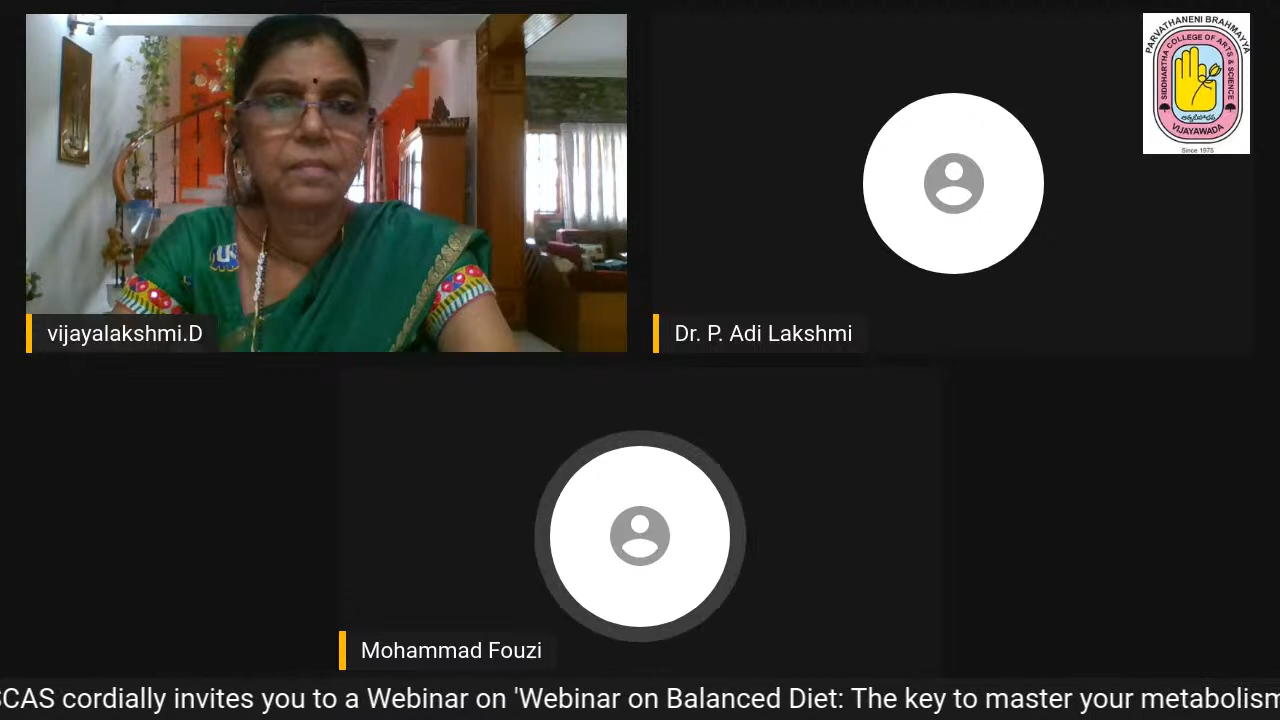 PARVATHANENI BRAHMAYYA
SIDDHARTHA COLLEGE OF ARTS & SCIENCE
VIJAYAWADA
Since 1975
vijayalakshmi.D
Dr. P. Adi Lakshmi
Mohammad Fouzi
SCAS cordially invites you to a Webinar on 'Webinar on Balanced Diet: The key to master your metabolism